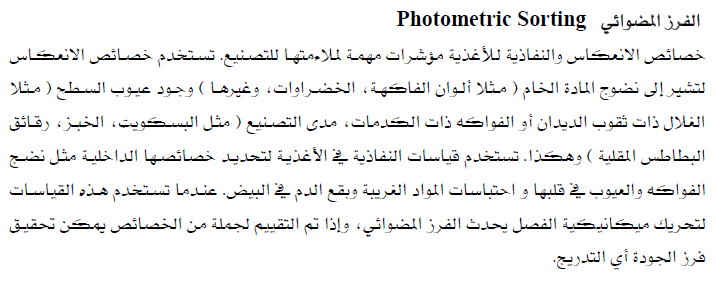 الفرز المضوائي Photometric Sorting
خصائص الانعكاس والنفاذية للأغذية مؤشرات مهمة لملاءمتها للتصنيع. تستخدم خصائص الانعكاس
لتشير إلى نضوج المادة الخام ( مثلا ألوان الفاكهة، الخضراوات، وغيرها ) وجود عيوب السطح ( مثلا
الغلال ذات ثقوب الديدان أو الفواكه ذات الكدمات، مدى التصنيع ( مثل البسكويت، الخبز، رقائق
البطاطس المقلية ) وهكذا. تستخدم قياسات النفاذية في الأغذية لتحديد خصائصها الداخلية مثل نضج
الفواكه والعيوب في قلبها و احتباسات المواد الغريبة وبقع الدم في البيض. عندما تستخدم هذه القياسات
لتحريك ميكانيكية الفصل يحدث الفرز المضوائي، وإذا تم التقييم لجملة من الخصائص يمكن تحقيق
فرز الجودة أي التدريج.